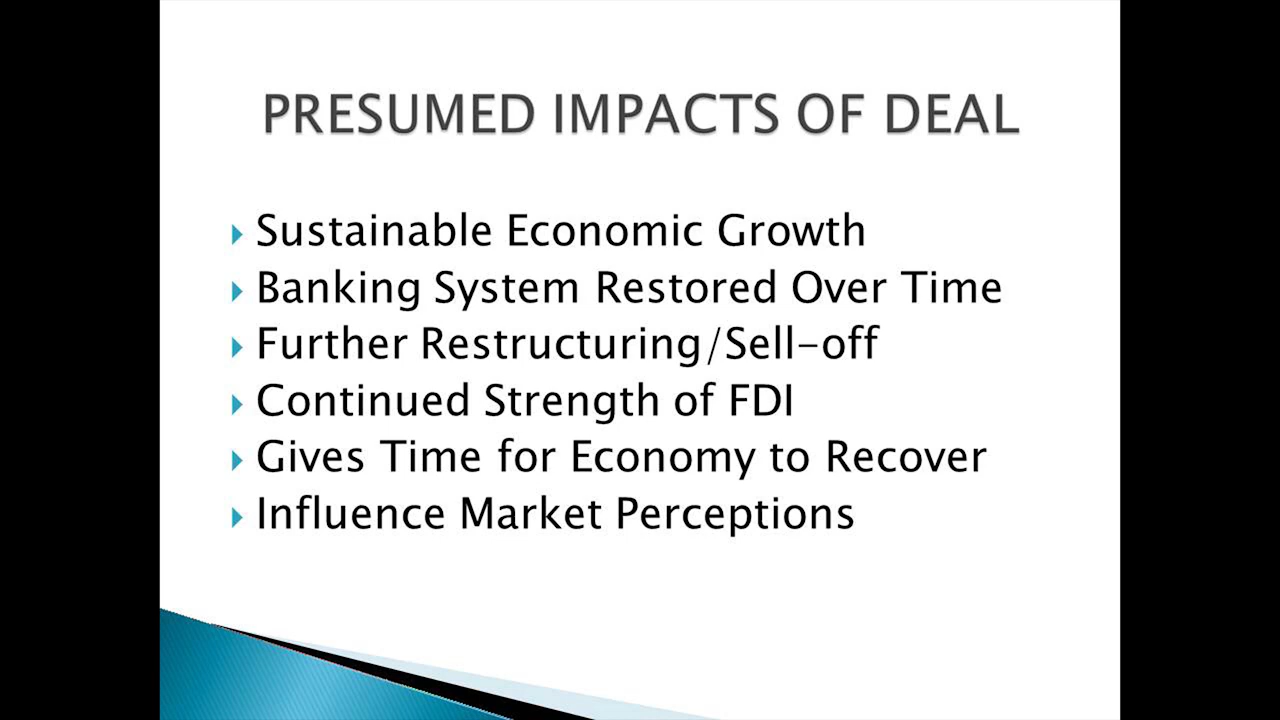 PRESUMED IMPACTS OF DEAL
Sustainable Economic Growth
Banking System Restored Over Time
Further Restructuring/Sell-off
Continued Strength of FDI
Gives Time for Economy to Recover
Influence Market Perceptions